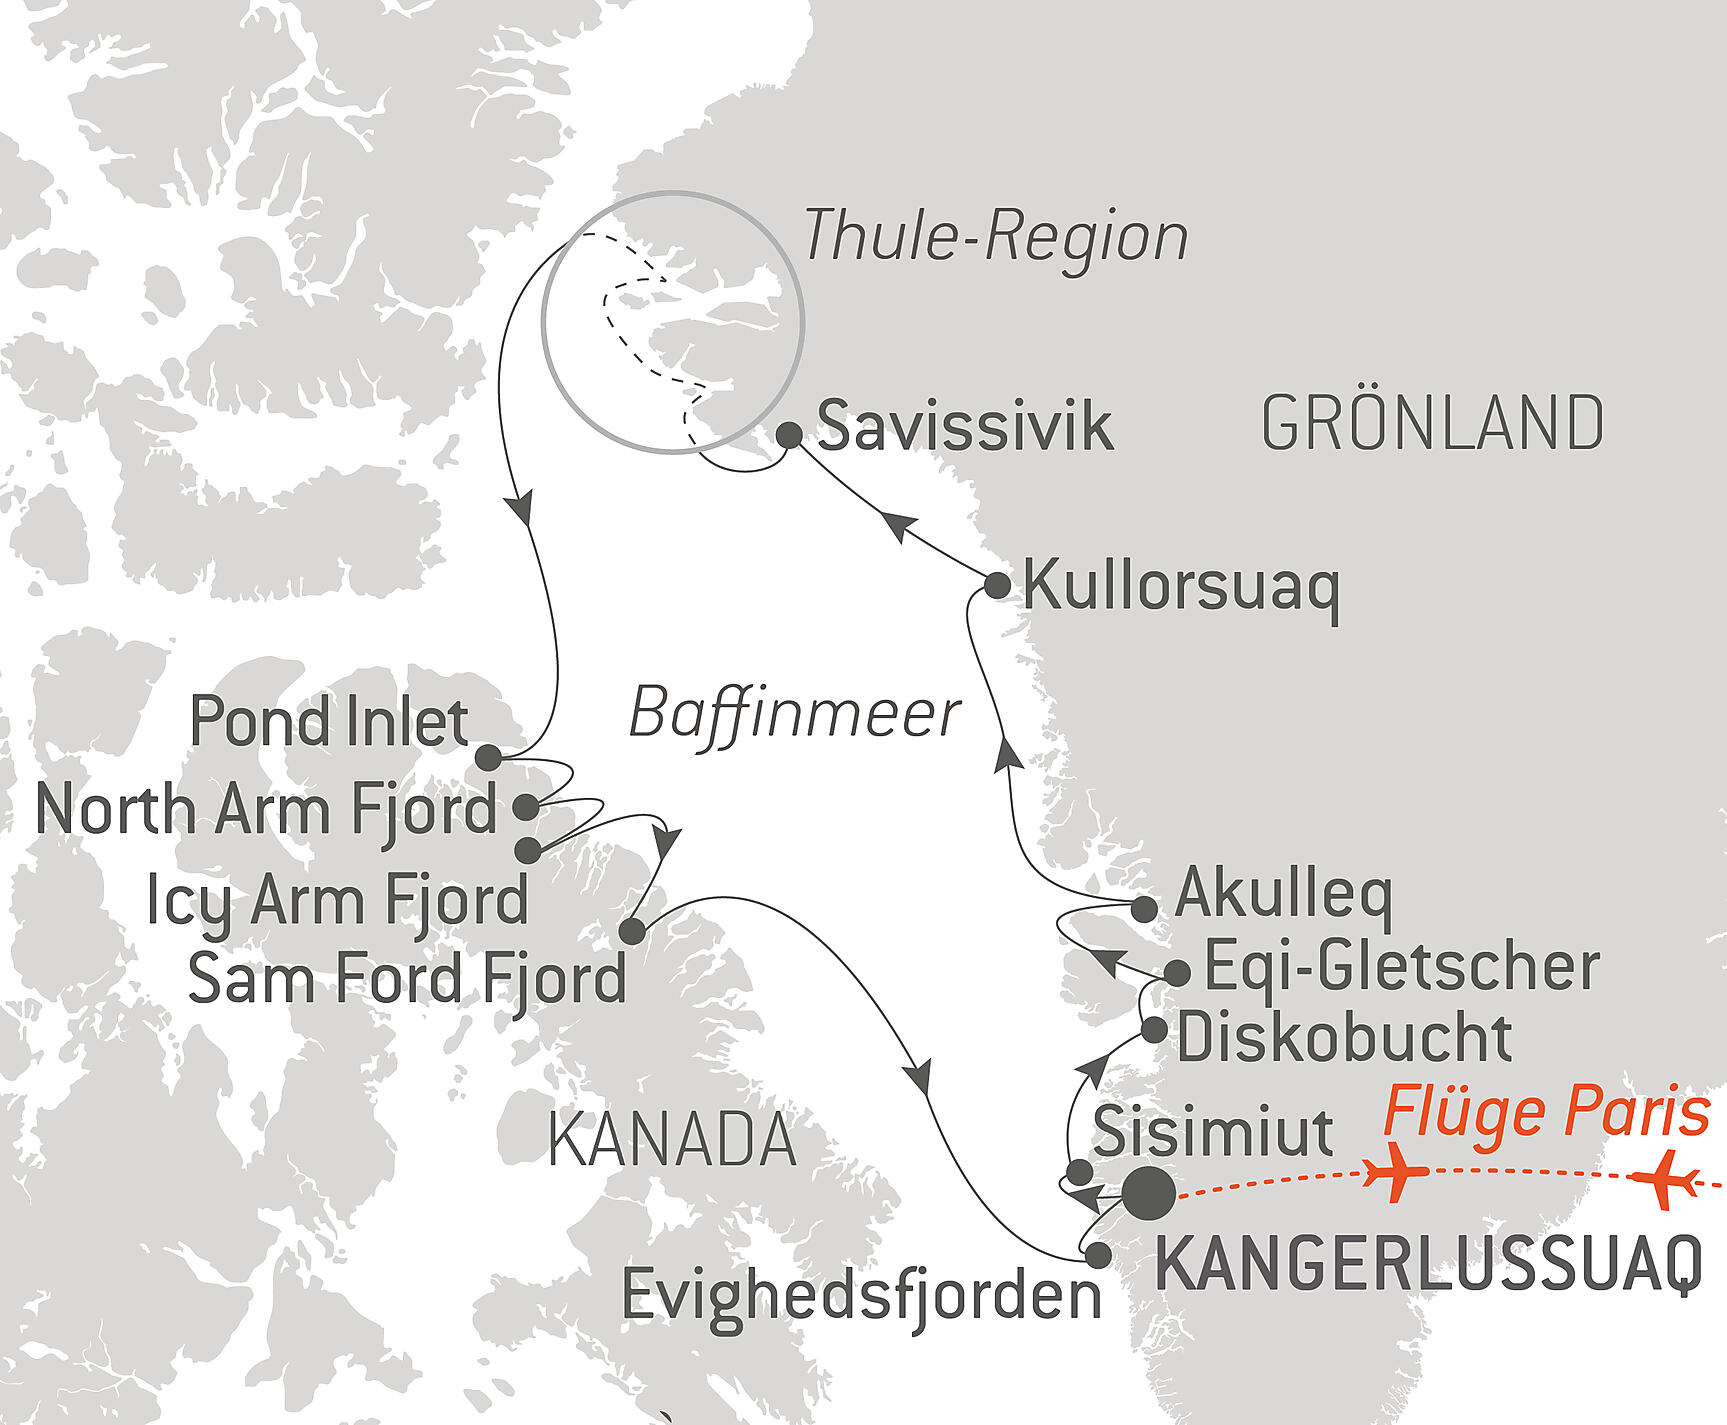 Thule-Region
Savissivik
GRÖNLAND
Kullorsuaq
Baffinmeer
Pond Inlet
North Arm Fjord
Icy Arm Fjord
Sam Ford Fjord
Akulleq
Eqi-Gletscher
Diskobucht
Flüge Paris
Sisimiut
KANADA
KANGERLUSSUAQ
Evighedsfjorden